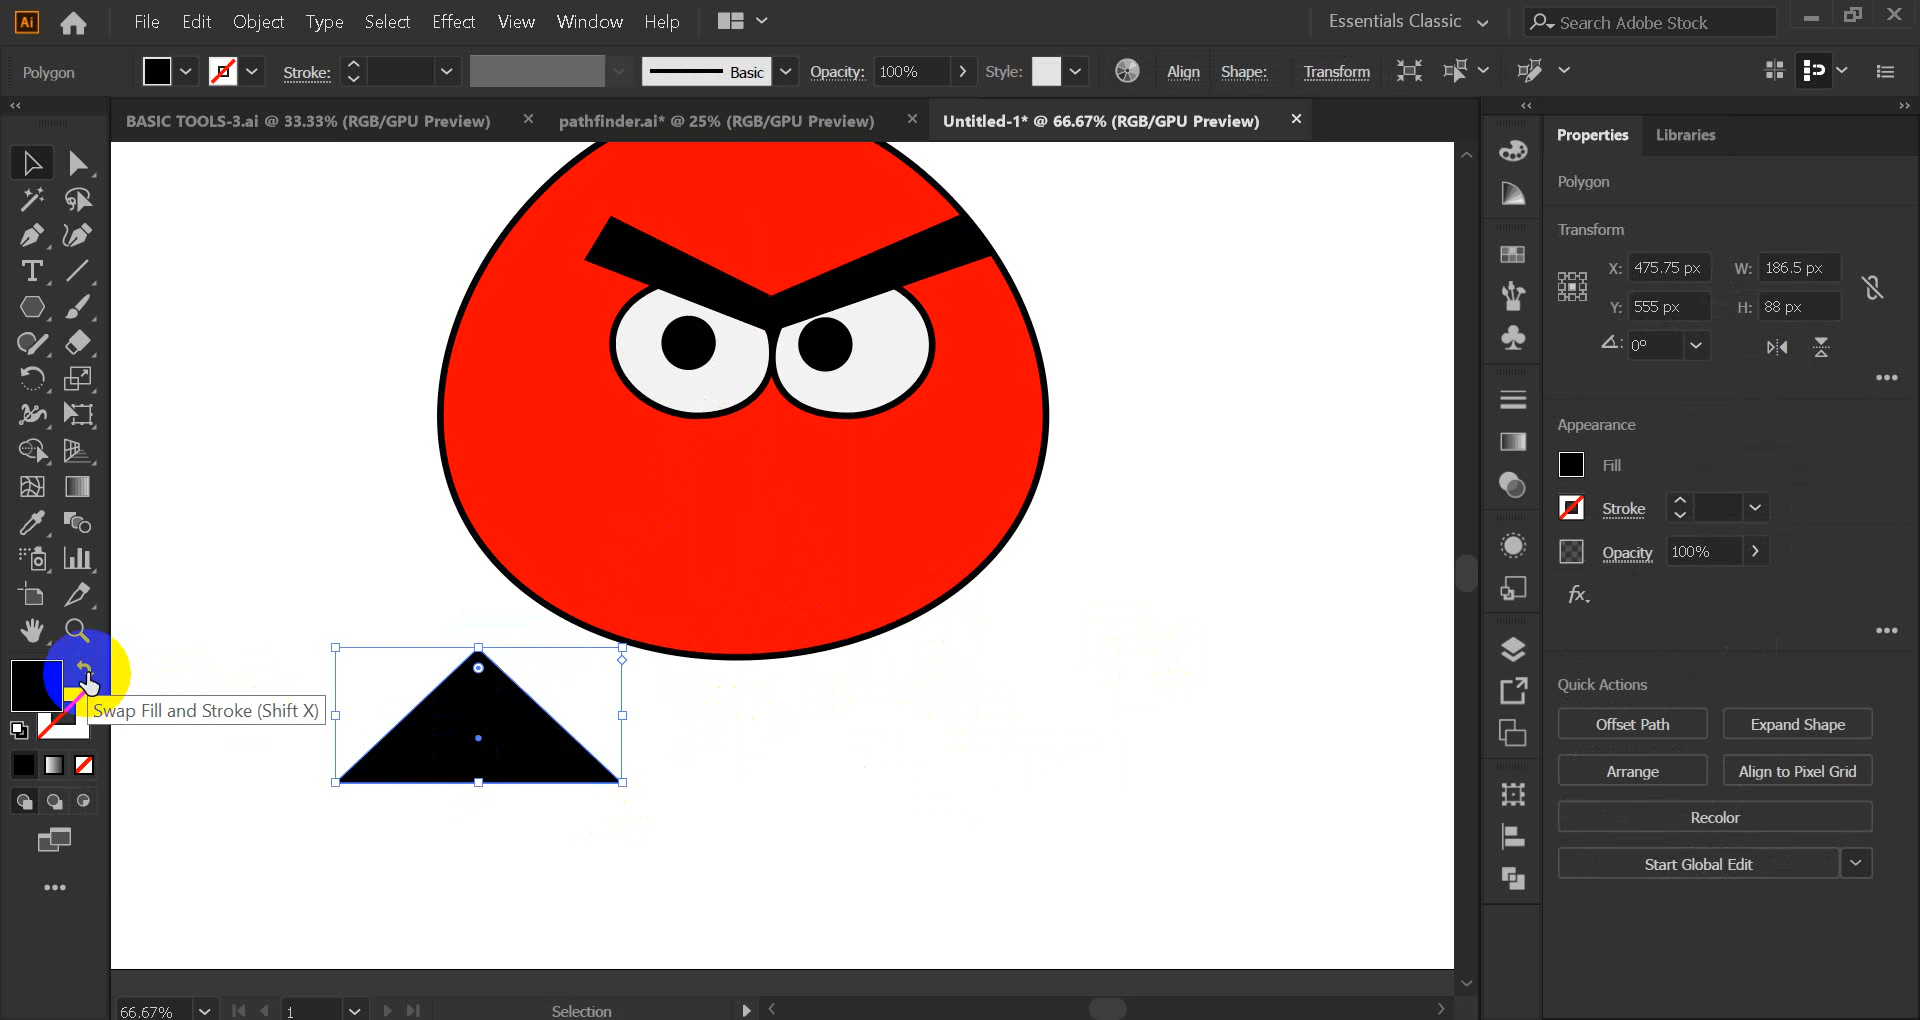 Ai File Edit Object Type Select Effect View Window Help Essentials Classic Search Adobe Stock
Polygon Stroke: Basic Opacity: 100% Style: Align Shape: Transform
BASIC TOOLS-3.ai @ 33.33% (RGB/GPU Preview) pathfinder.ai* @ 25% (RGB/GPU Preview) Untitled-1* @ 66.67% (RGB/GPU Preview)
Properties Libraries
Polygon
Transform
X: 475.75 px W: 186.5 px
Y: 555 px H: 88 px
0°
Appearance
Fill
Stroke
Opacity 100%
fx.
Swap Fill and Stroke (Shift X)
Quick Actions
Offset Path Expand Shape
Arrange Align to Pixel Grid
Recolor
Start Global Edit
66.67% 1 Selection